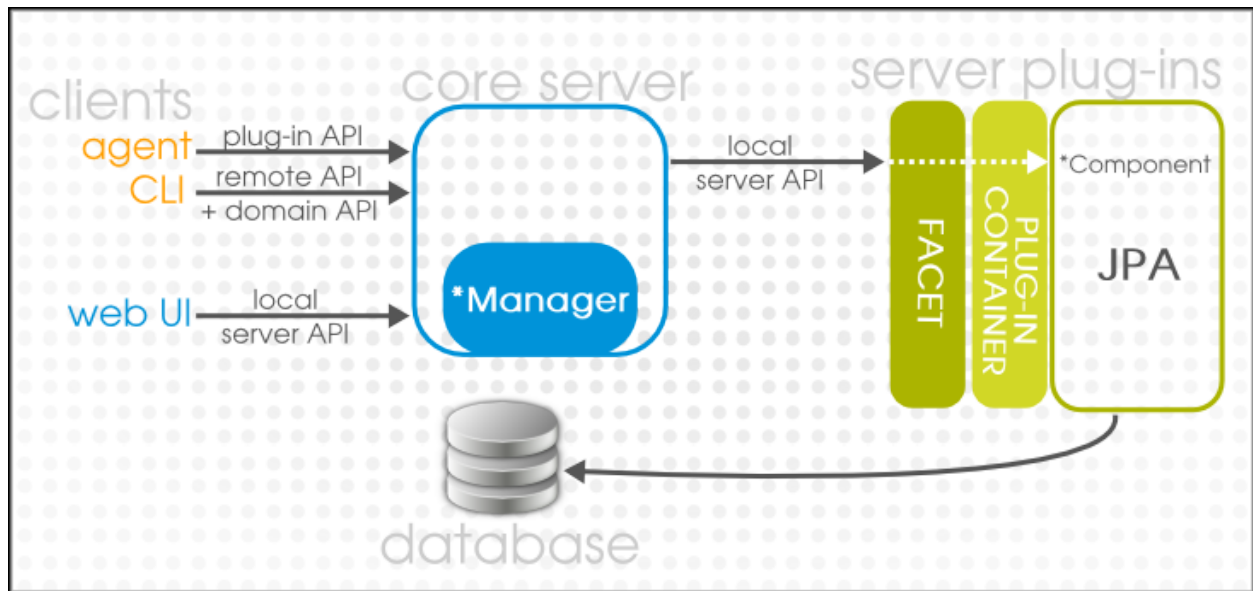 clients
agent
plug-in API
CLI
remote API
+ domain API
web UI
local
server API
core server
*Manager
local
server API
server plug-ins
FACET
PLUG-IN
CONTAINER
*Component
JPA
database